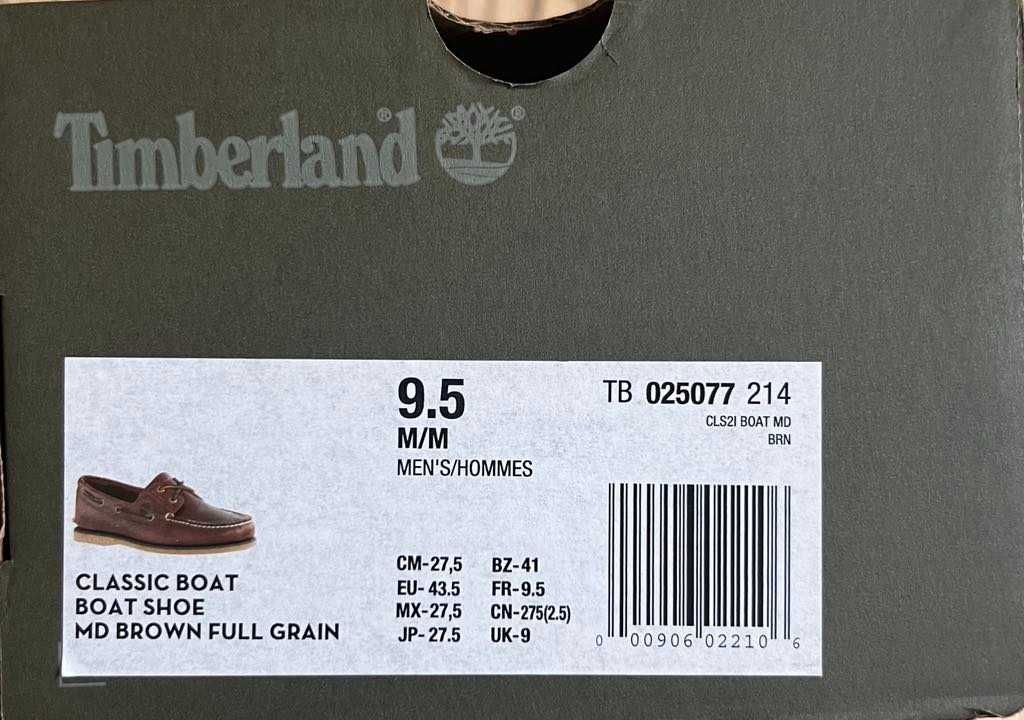 Timberland® ®
9.5
M/M
MEN'S/HOMMES
TB 025077 214
CLS2I BOAT MD
BRN
CLASSIC BOAT
BOAT SHOE
MD BROWN FULL GRAIN
CM-27,5 BZ-41
EU- 43.5 FR-9.5
MX-27,5 CN-275(2.5)
JP- 27.5 UK-9
0 00906 02210 6